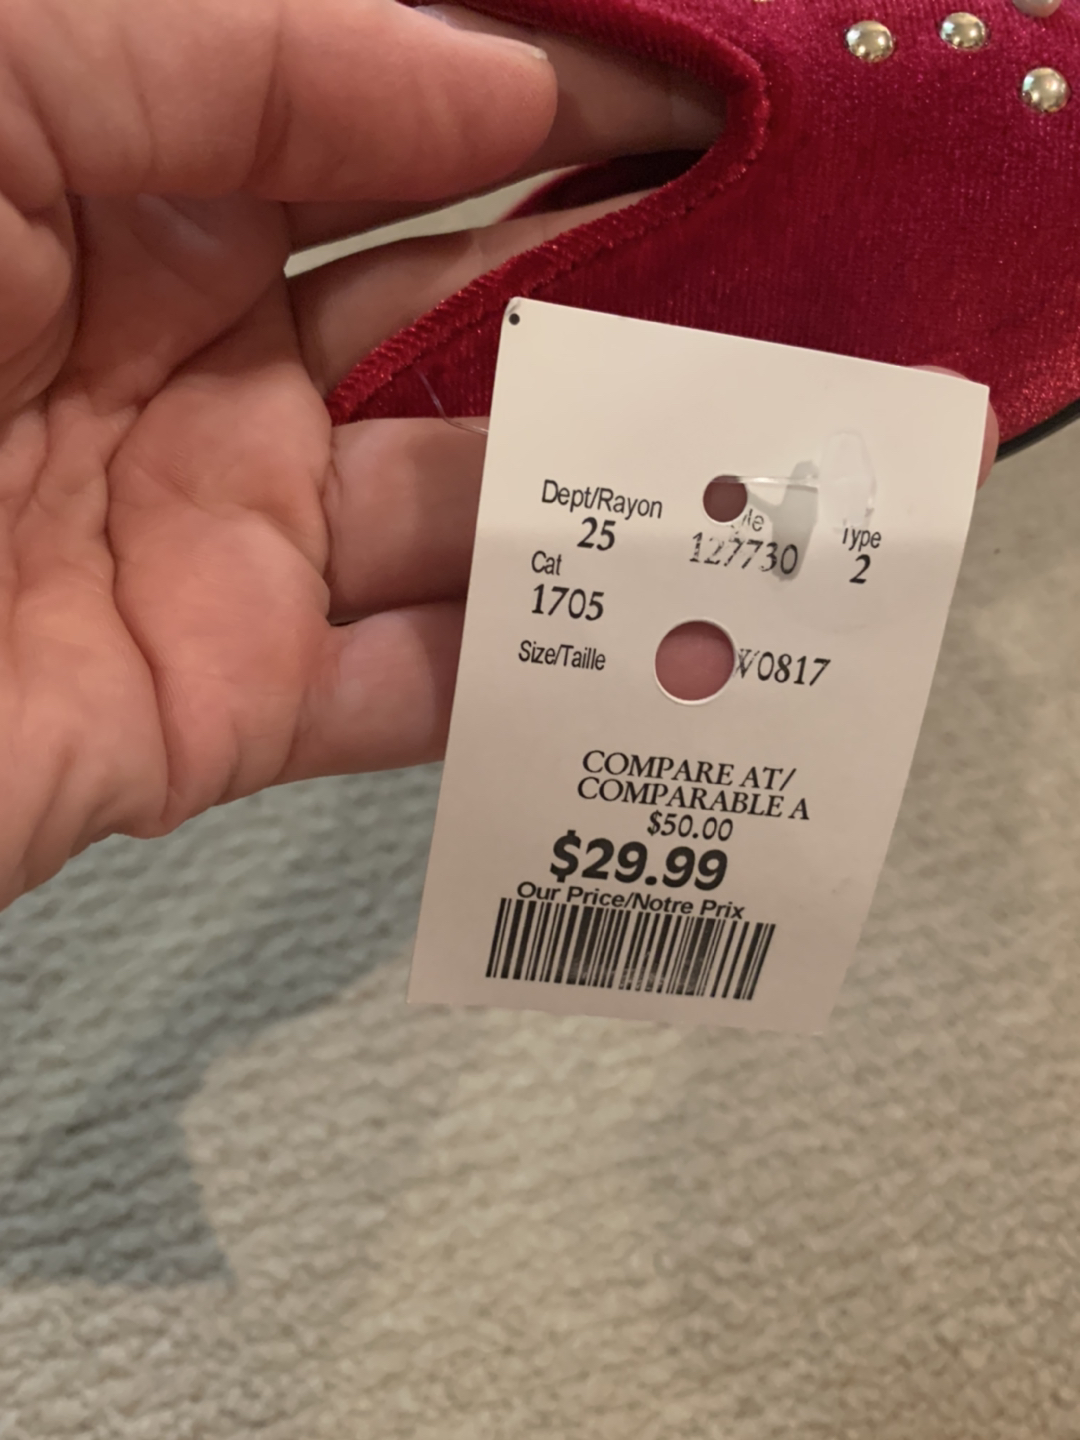 Dept/Rayon
25
Type
127730
2
Cat
1705
Size/Taille
V0817
COMPARE AT/
COMPARABLE A
$50.00
$29.99
Our Price/Notre Prix